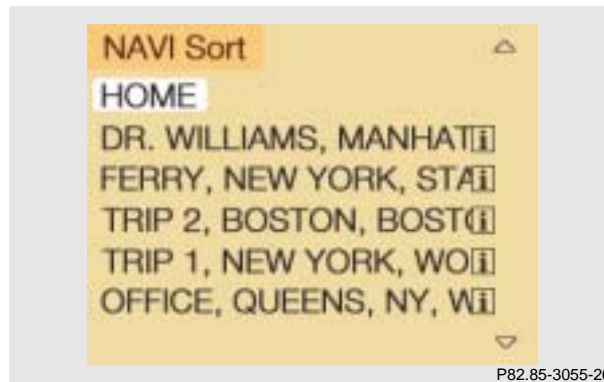 NAVI Sort
HOME
DR. WILLIAMS, MANHAT
FERRY, NEW YORK, STA
TRIP 2, BOSTON, BOST
TRIP 1, NEW YORK, WO
OFFICE, QUEENS, NY, W
P82.85-3055-26